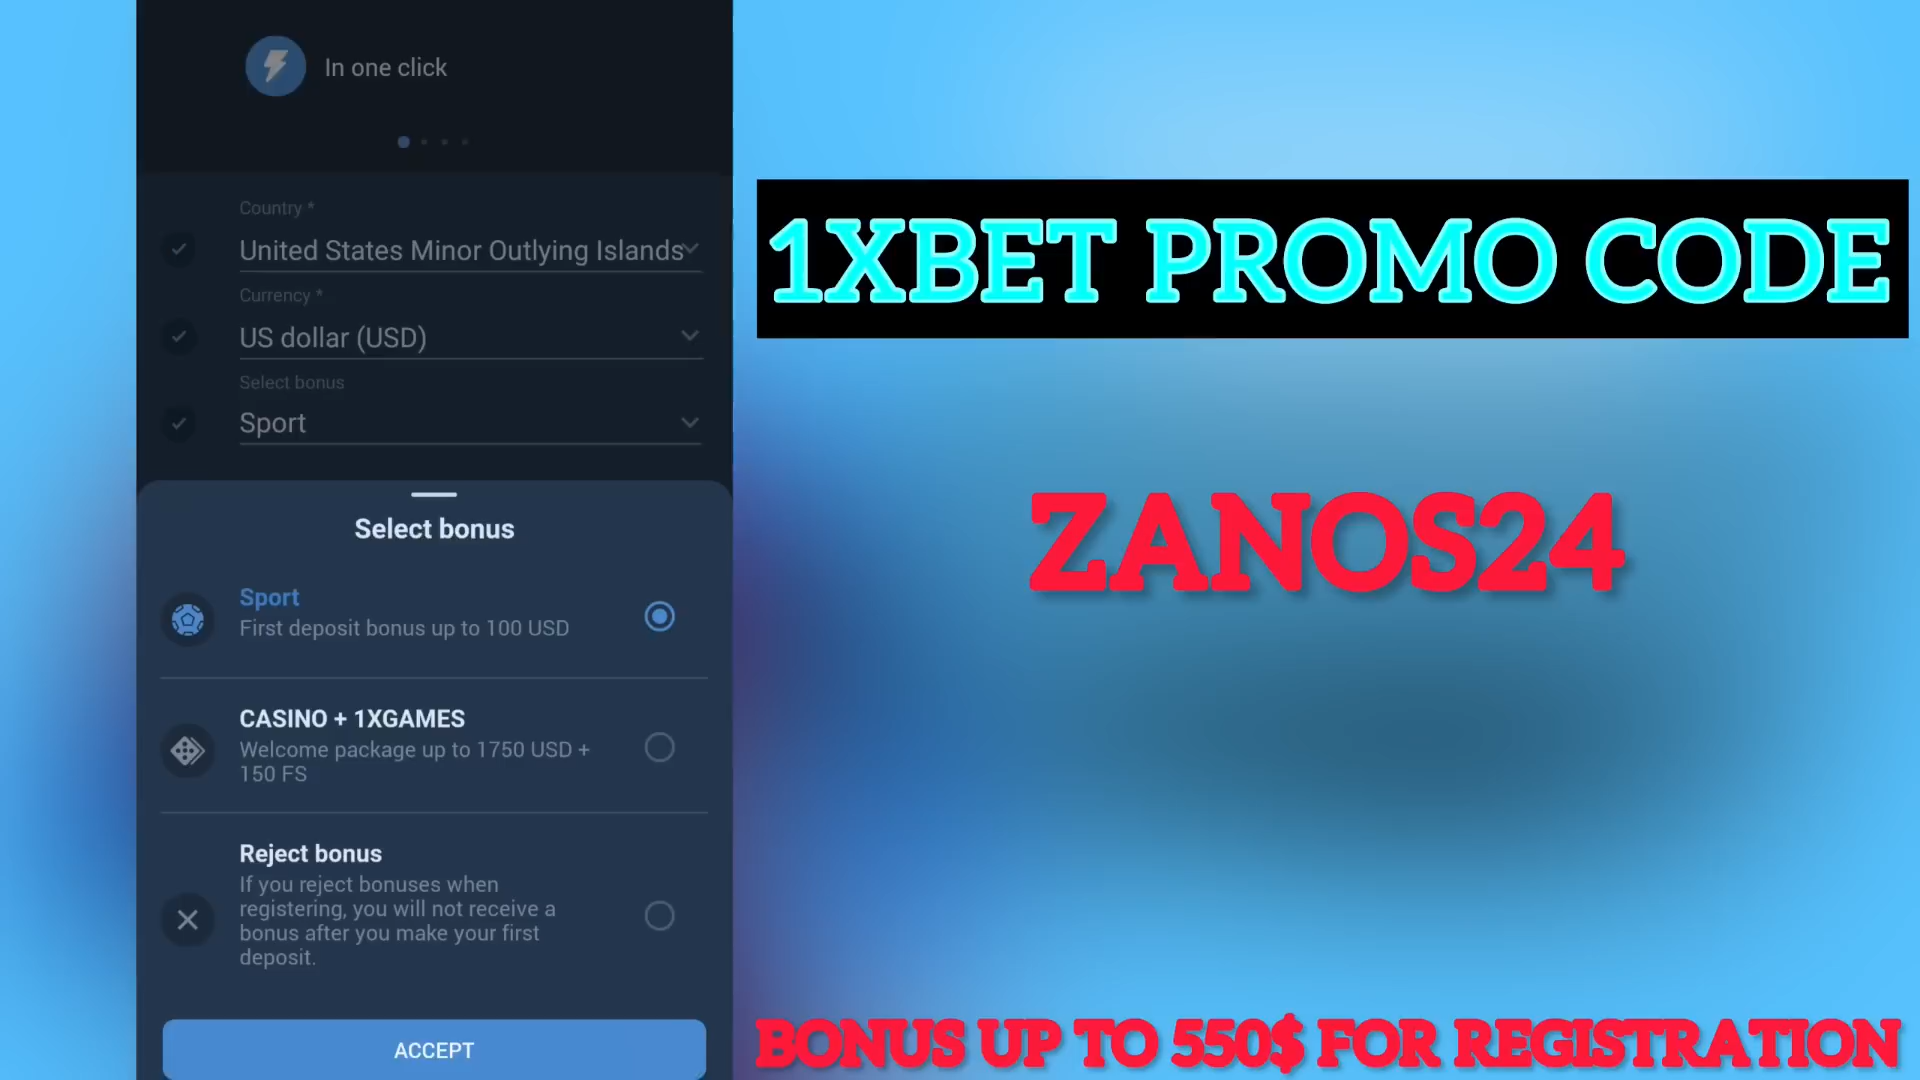 In one click
Country *
United States Minor Outlying Islands
Currency *
US dollar (USD)
Select bonus
Sport
Select bonus
Sport
First deposit bonus up to 100 USD
CASINO + 1XGAMES
Welcome package up to 1750 USD +
150 FS
Reject bonus
If you reject bonuses when
registering, you will not receive a
bonus after you make your first
deposit.
ACCEPT
1XBET PROMO CODE
ZANOS24
BONUS UP TO 550$ FOR REGISTRATION